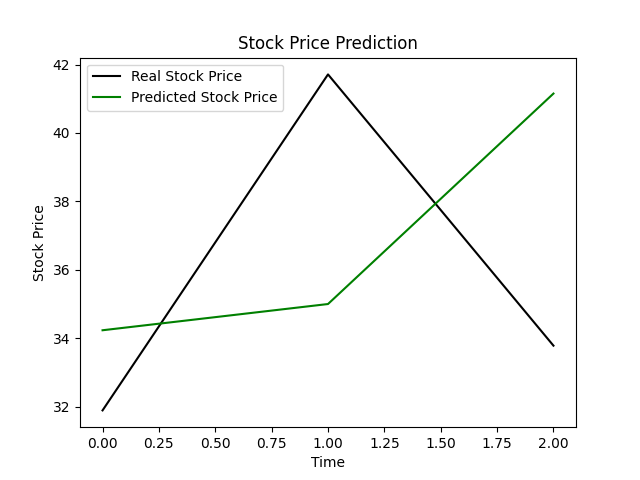 Stock Price Prediction
Real Stock Price
Predicted Stock Price
Stock Price
42
40
38
36
34
32
0.00 0.25 0.50 0.75 1.00 1.25 1.50 1.75 2.00
Time